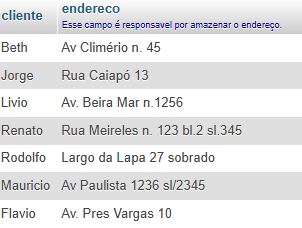 cliente endereco
Esse campo é responsavel por amazenar o endereço.
Beth Av Climério n. 45
Jorge Rua Caiapó 13
Livio Av. Beira Mar n.1256
Renato Rua Meireles n. 123 bl.2 sl.345
Rodolfo Largo da Lapa 27 sobrado
Mauricio Av Paulista 1236 sl/2345
Flavio Av. Pres Vargas 10